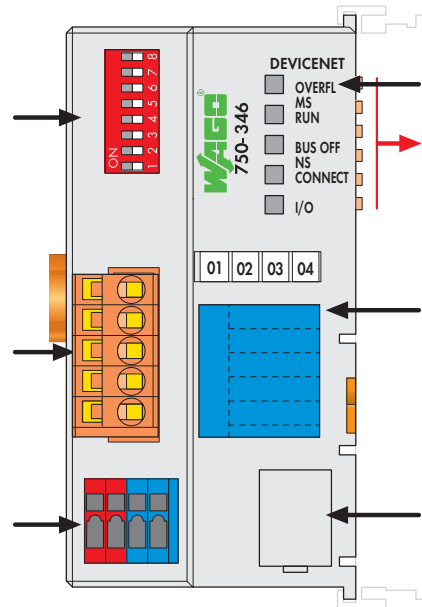 DEVICENET
OVERFL
MS
RUN
BUS OFF
NS
CONNECT
I/O
WAGO
®
750-346
ON
1 2 3 4 5 6 7 8
01 02 03 04